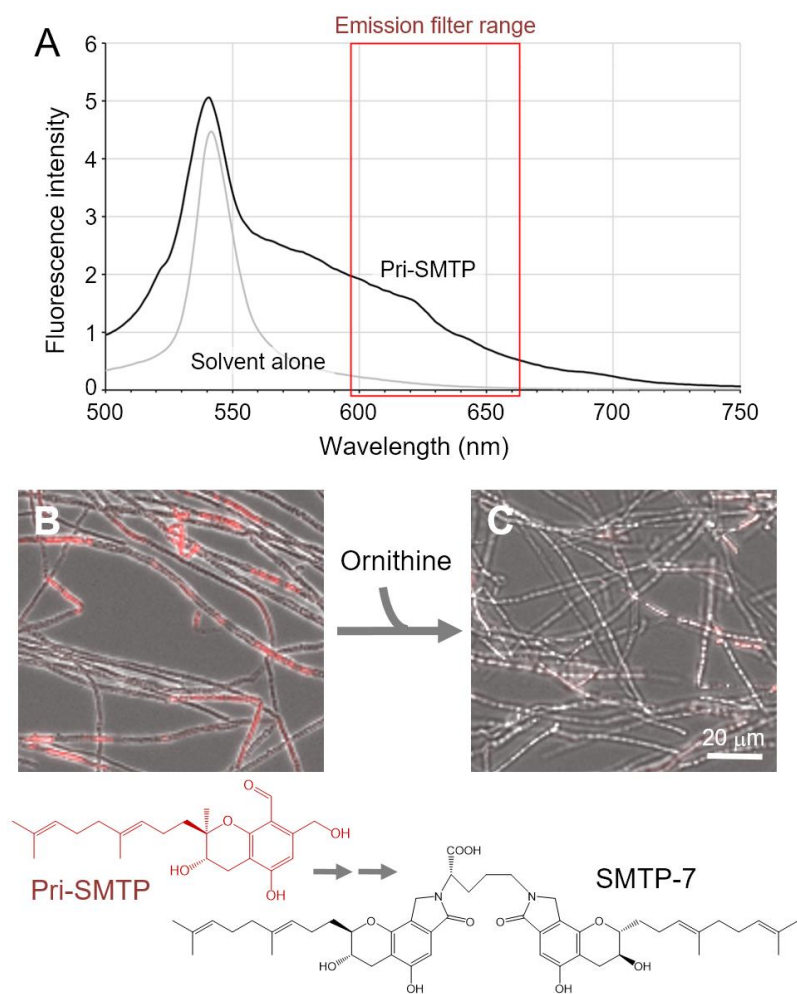 Emission filter range
A
6
5
4
3
2
1
0
Fluorescence intensity
Pri-SMTP
Solvent alone
500 550 600 650 700 750
Wavelength (nm)
B
C
Ornithine
20 μm
O
O
OH
HO
OH
Pri-SMTP
SMTP-7
COOH
N
N
O
O
O
O
HO
OH
OH
OH